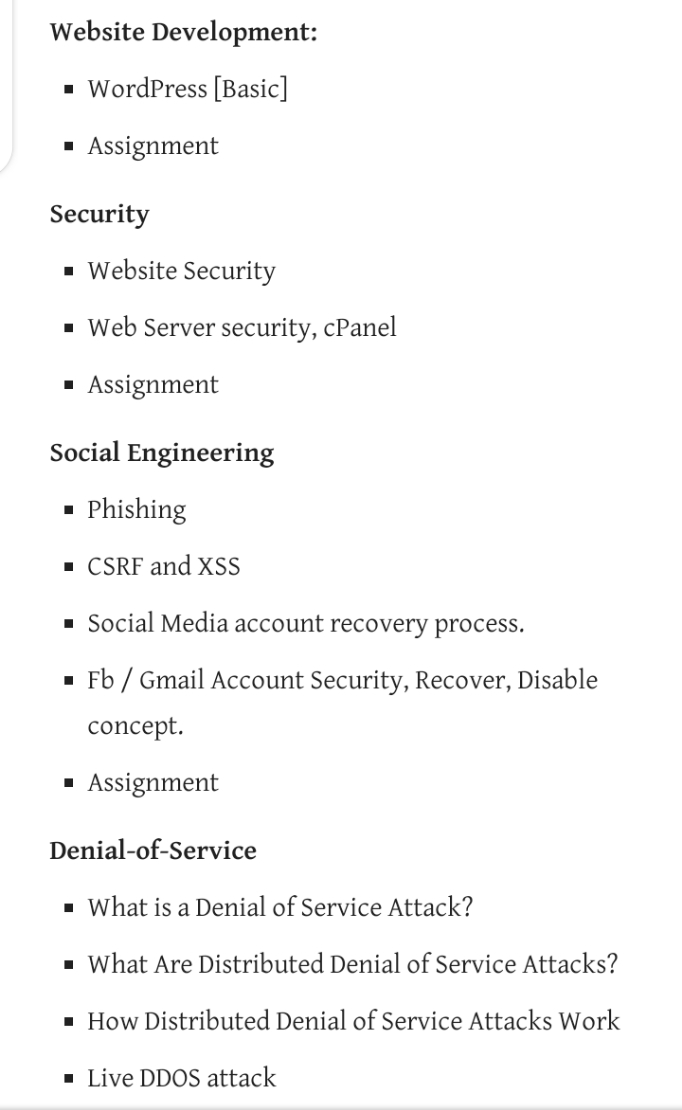 Website Development:
▪ WordPress [Basic]
▪ Assignment
Security
▪ Website Security
▪ Web Server security, cPanel
▪ Assignment
Social Engineering
▪ Phishing
▪ CSRF and XSS
▪ Social Media account recovery process.
▪ Fb / Gmail Account Security, Recover, Disable
concept.
▪ Assignment
Denial-of-Service
▪ What is a Denial of Service Attack?
▪ What Are Distributed Denial of Service Attacks?
▪ How Distributed Denial of Service Attacks Work
▪ Live DDOS attack